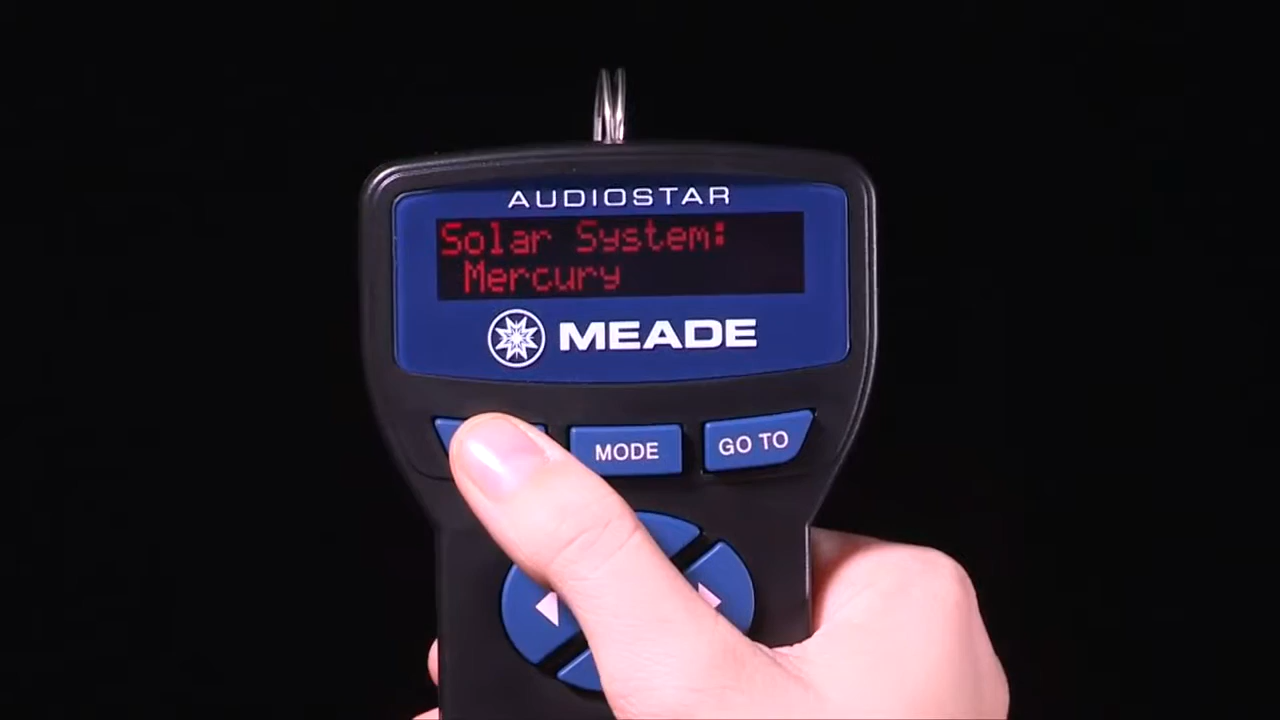 AUDIOSTAR
Solar System:
Mercury
MEADE
MODE
GO TO